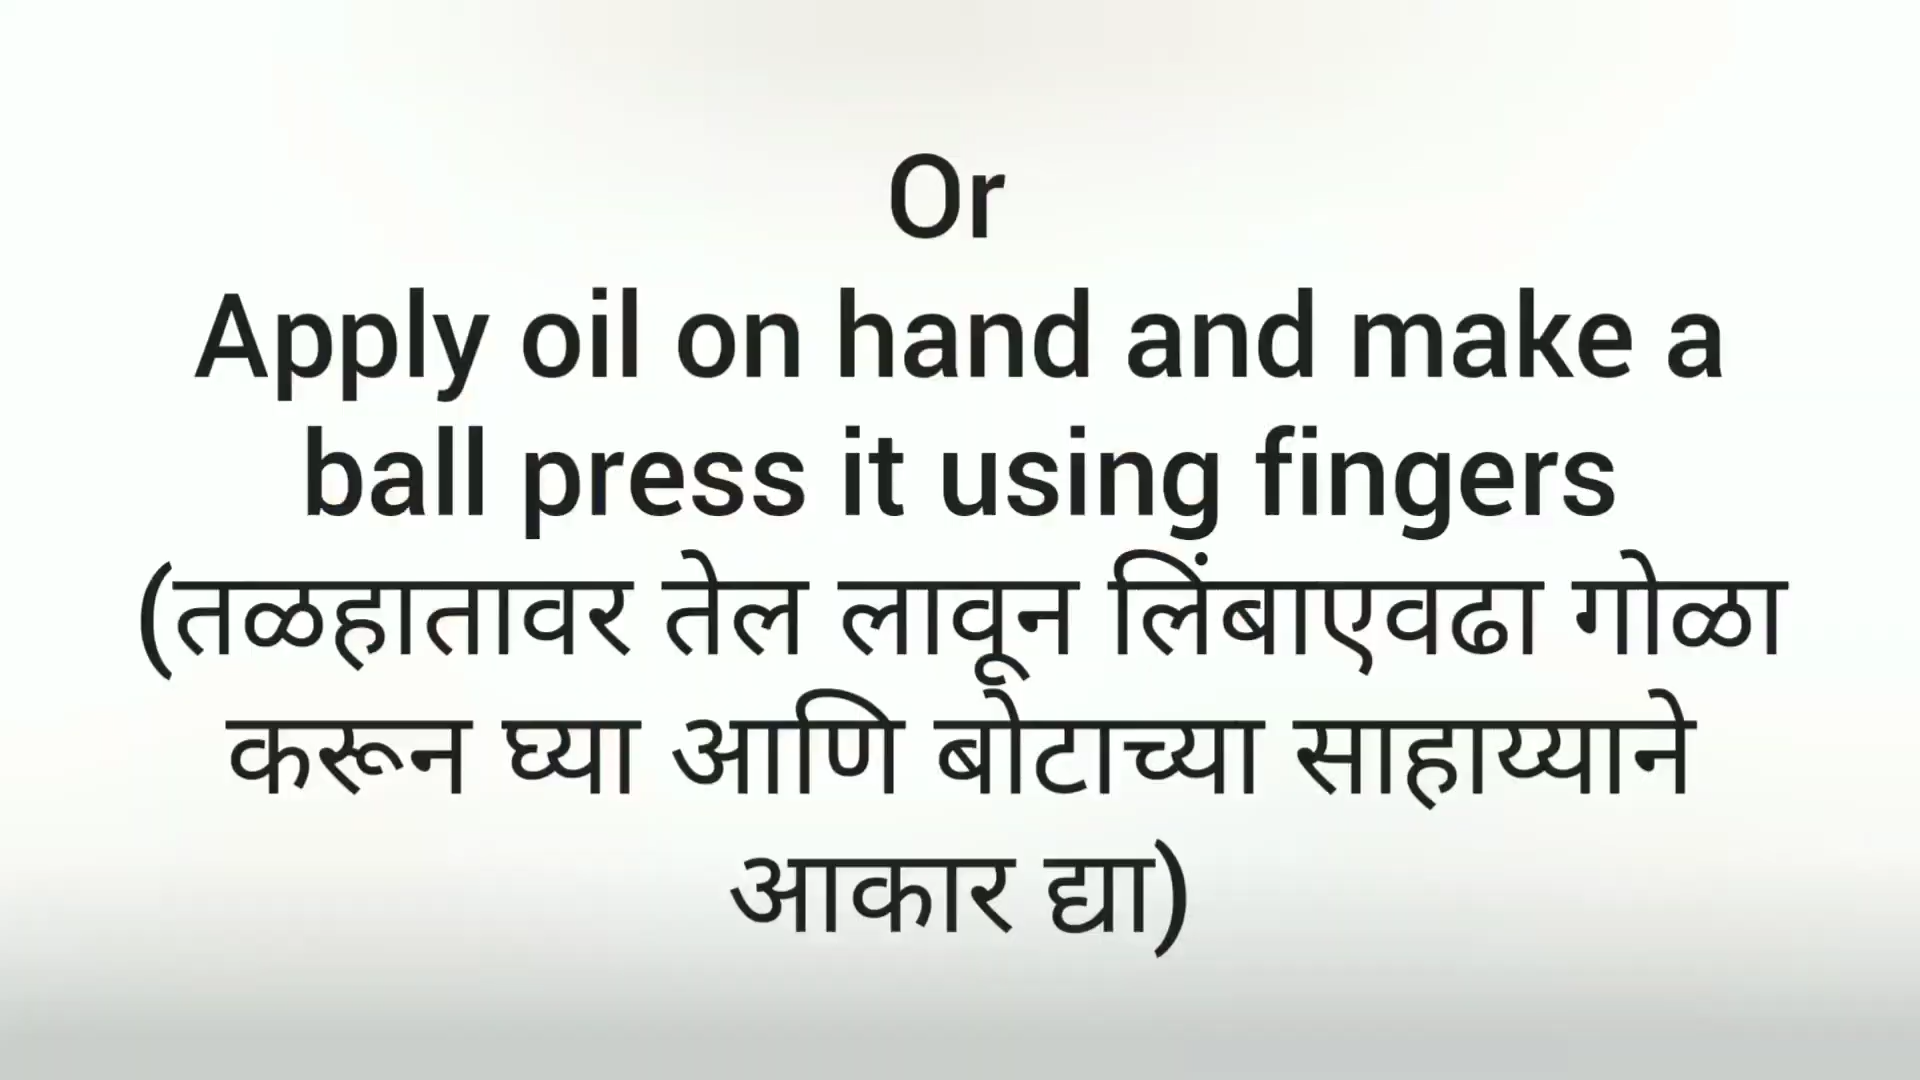 Or
Apply oil on hand and make a
ball press it using fingers
(तळहातावर तेल लावून लिंबाएवढा गोळा
करून घ्या आणि बोटाच्या साहाय्याने
आकार द्या)